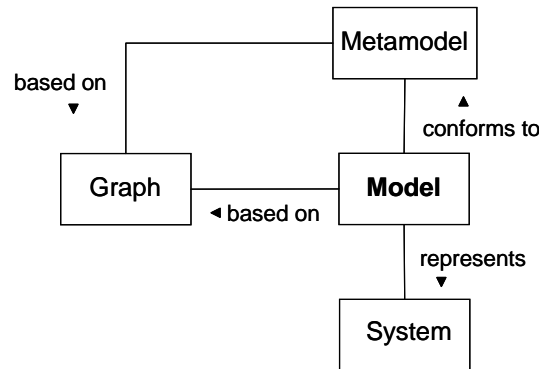 Metamodel
based on
conforms to
Graph
Model
based on
represents
System